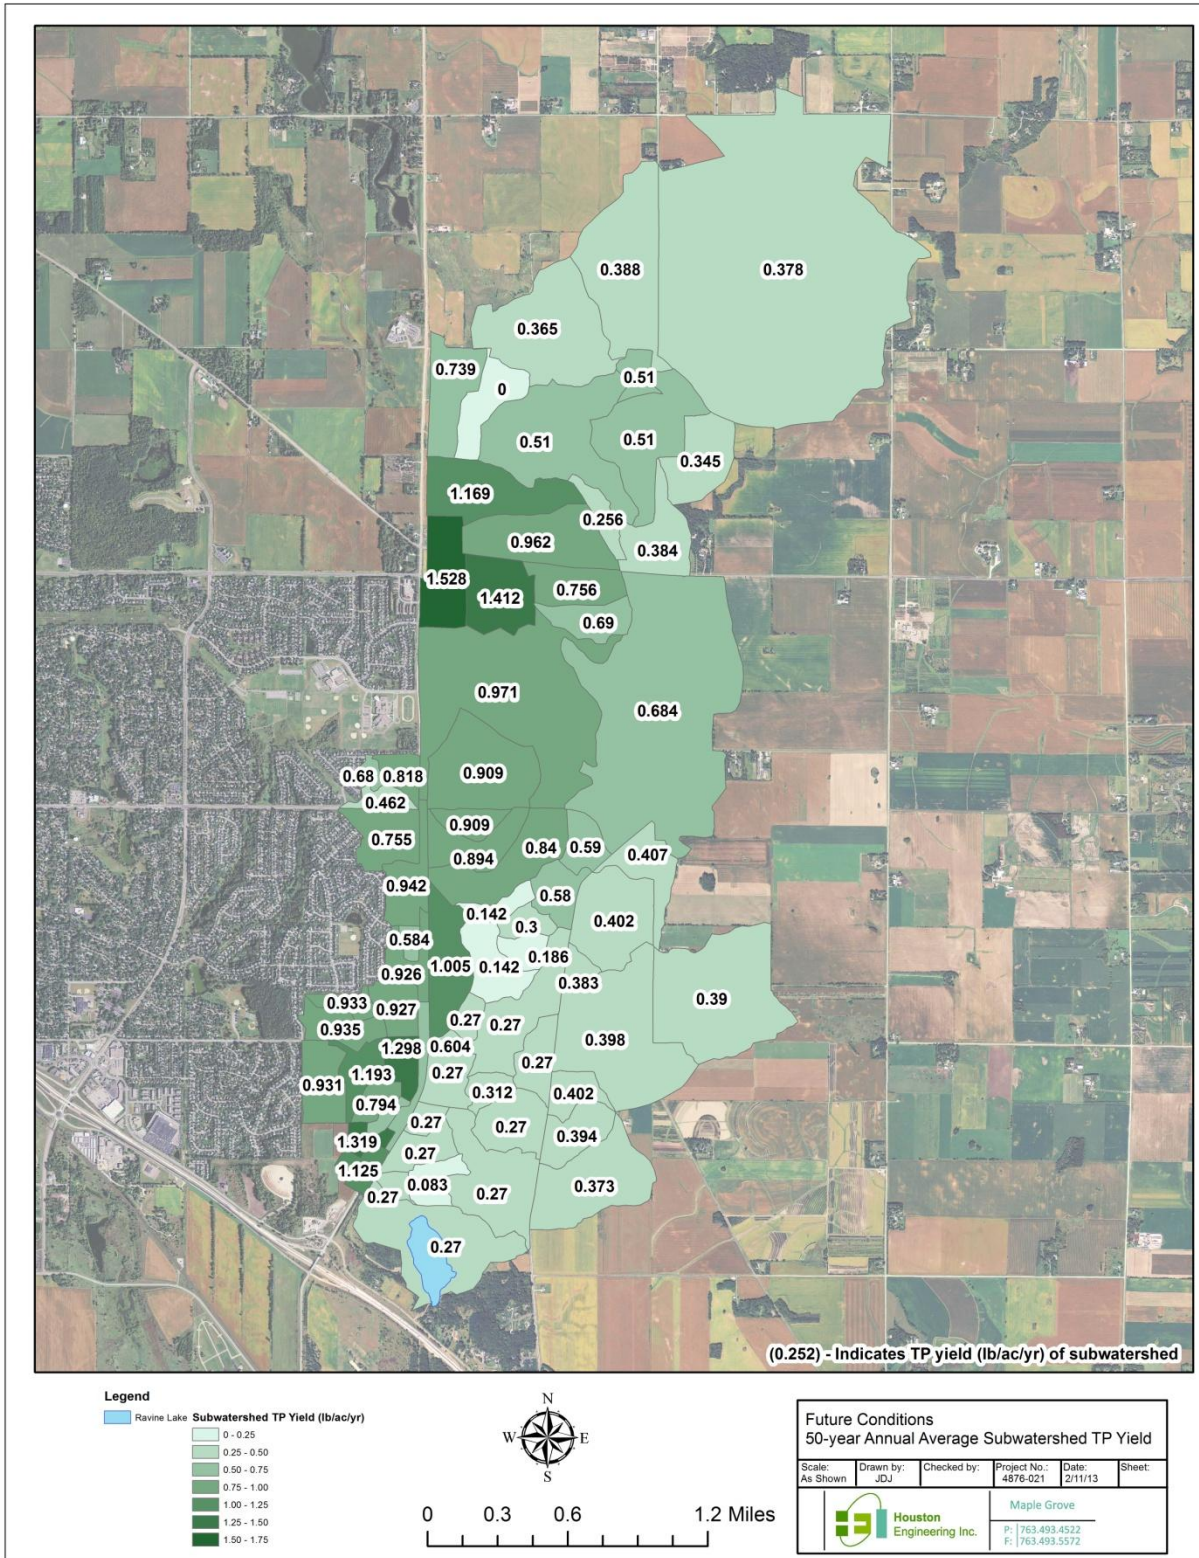 0.388
0.378
0.365
0.739
0
0.51
0.51
0.51
0.345
1.169
0.256
0.962
0.384
1.528
1.412
0.756
0.69
0.971
0.684
0.68
0.818
0.909
0.462
0.755
0.909
0.84
0.59
0.407
0.894
0.942
0.58
0.142
0.3
0.402
0.584
0.186
1.005
0.142
0.926
0.383
0.933
0.927
0.39
0.27
0.27
0.935
0.398
1.298
0.604
0.27
1.193
0.27
0.931
0.312
0.402
0.794
0.27
0.27
0.394
1.319
0.27
1.125
0.083
0.27
0.373
0.27
0.27
(0.252) - Indicates TP yield (lb/ac/yr) of subwatershed
Legend
Ravine Lake
Subwatershed TP Yield (lb/ac/yr)
0 - 0.25
0.25 - 0.50
0.50 - 0.75
0.75 - 1.00
1.00 - 1.25
1.25 - 1.50
1.50 - 1.75
N
W
E
S
0 0.3 0.6 1.2 Miles
Future Conditions
50-year Annual Average Subwatershed TP Yield
Scale:
As Shown
Drawn by:
JDJ
Checked by:
Project No.:
4876-021
Date:
2/11/13
Sheet:
Houston
Engineering Inc.
Maple Grove
P: 763.493.4522
F: 763.493.5572